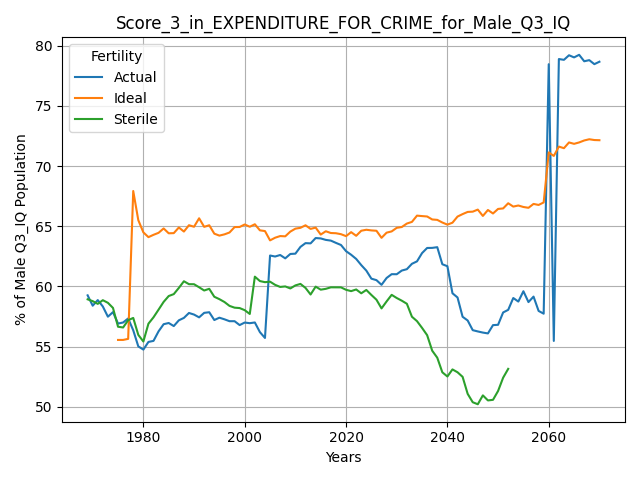 Score_3_in_EXPENDITURE_FOR_CRIME_for_Male_Q3_IQ
Fertility
Actual
Ideal
Sterile
% of Male Q3_IQ Population
80
75
70
65
60
55
50
1980
2000
2020
2040
2060
Years